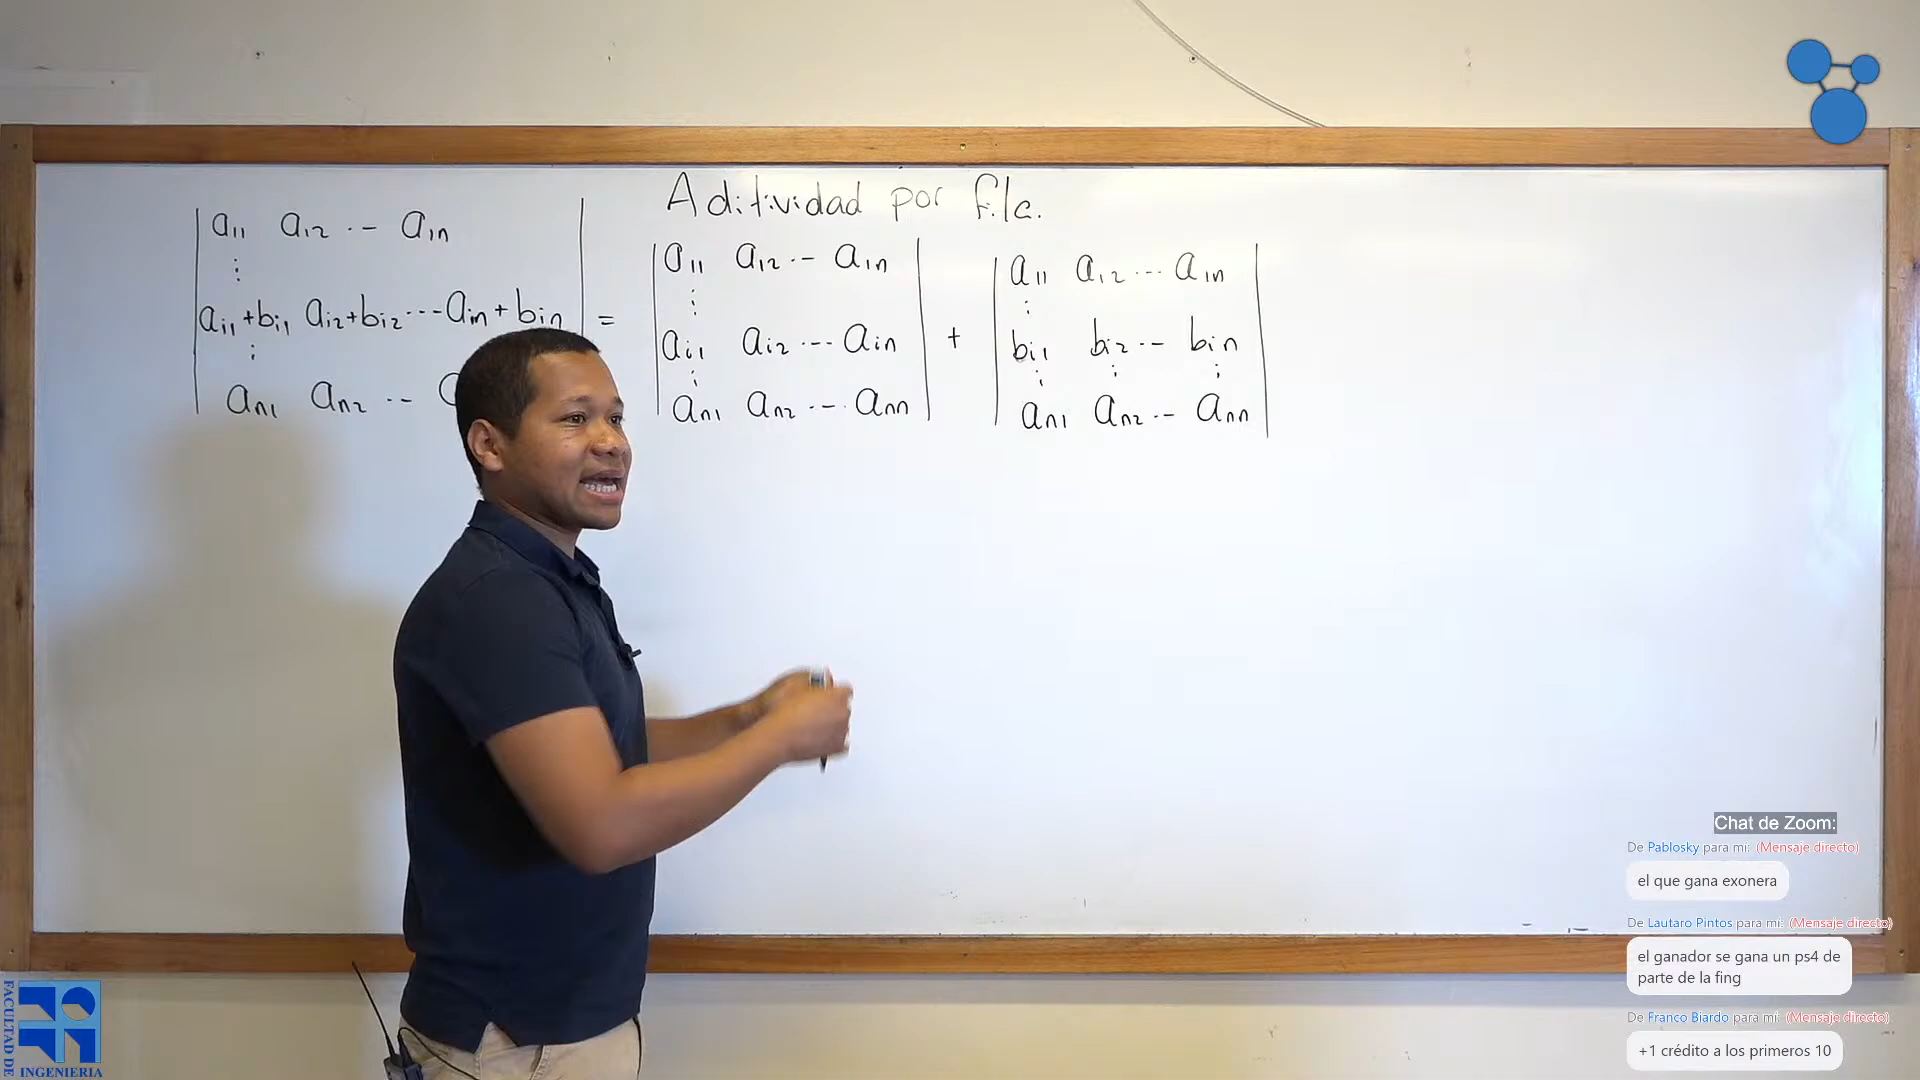 Aditividad por fila.
| a₁₁ a₁₂ ·- a₁n |
⋮
aᵢ₁+bᵢ₁ aᵢ₂+bᵢ₂ ---aᵢn+bᵢn
⋮
an₁ an₂ --
=
| a₁₁ a₁₂ ·- a₁n |
⋮
aᵢ₁ aᵢ₂ --- aᵢn
⋮
an₁ an₂ --- ann
+
| a₁₁ a₁₂ --- a₁n |
⋮
bᵢ₁ bᵢ₂ -- bᵢn
⋮ ⋮ ⋮
an₁ an₂ -- ann
Chat de Zoom:
De Pablosky para mi: (Mensaje directo)
el que gana exonera
De Lautaro Pintos para mi: (Mensaje directo)
el ganador se gana un ps4 de
parte de la fing
De Franco Biardo para mi: (Mensaje directo)
+1 crédito a los primeros 10
FACULTAD DE
INGENIERIA